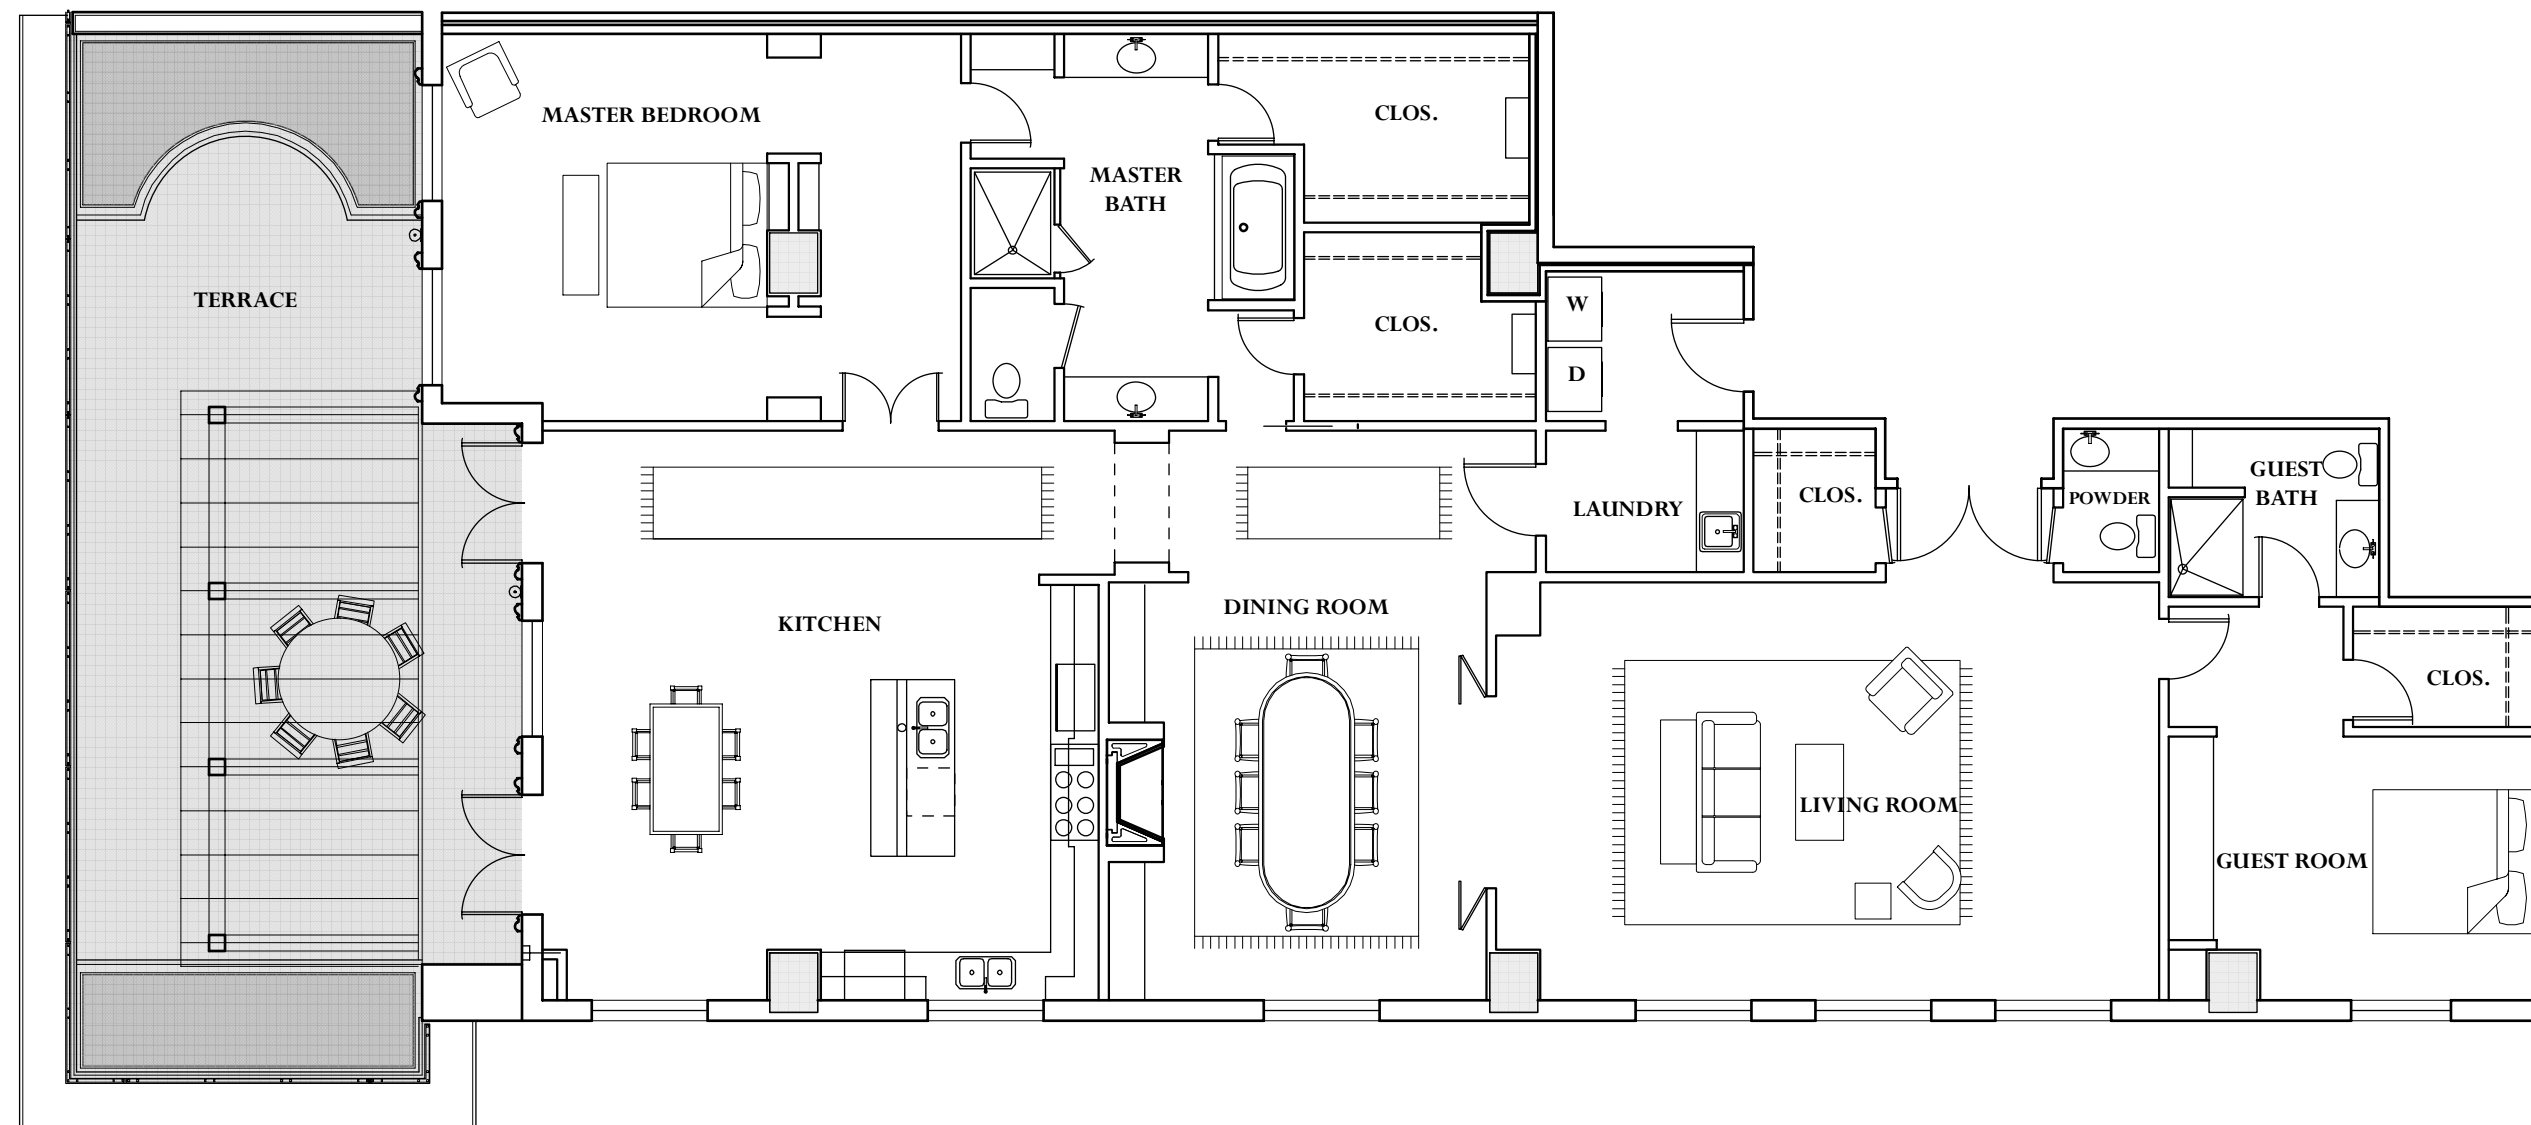 MASTER BEDROOM
CLOS.
MASTER
BATH
TERRACE
W
CLOS.
D
GUEST
BATH
CLOS.
POWDER
LAUNDRY
DINING ROOM
KITCHEN
CLOS.
LIVING ROOM
GUEST ROOM